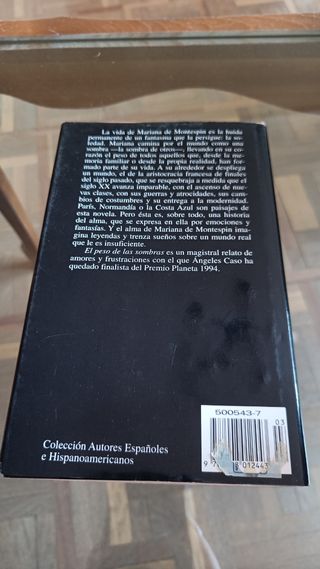 La vida de Mariana de Montespin es la huida
permanente de un fantasma que la persigue: la so-
ledad. Mariana camina por el mundo como una
sombra —la sombra de otros—, llevando en su co-
razón el peso de todos aquellos que, desde la me-
moria familiar o desde la propia realidad, han for-
mado parte de su vida. A su alrededor se despliega
un mundo, el de la aristocracia francesa de finales
del siglo pasado, que se resquebraja a medida que el
siglo XX avanza imparable, con el ascenso de nue-
vas clases, con sus guerras y atrocidades, sus cam-
bios de costumbres y su entrega a la modernidad.
París, Normandía o la Costa Azul son paisajes de
esta novela. Pero ésta es, sobre todo, una historia
del alma, que se expresa en ella por emociones y
fantasías. Y el alma de Mariana de Montespin ima-
gina leyendas y trenza sueños sobre un mundo real
que le es insuficiente.
El peso de las sombras es un magistral relato de
amores y frustraciones con el que Ángeles Caso ha
quedado finalista del Premio Planeta 1994.
500543-7
03
Colección Autores Españoles
e Hispanoamericanos
9 012443